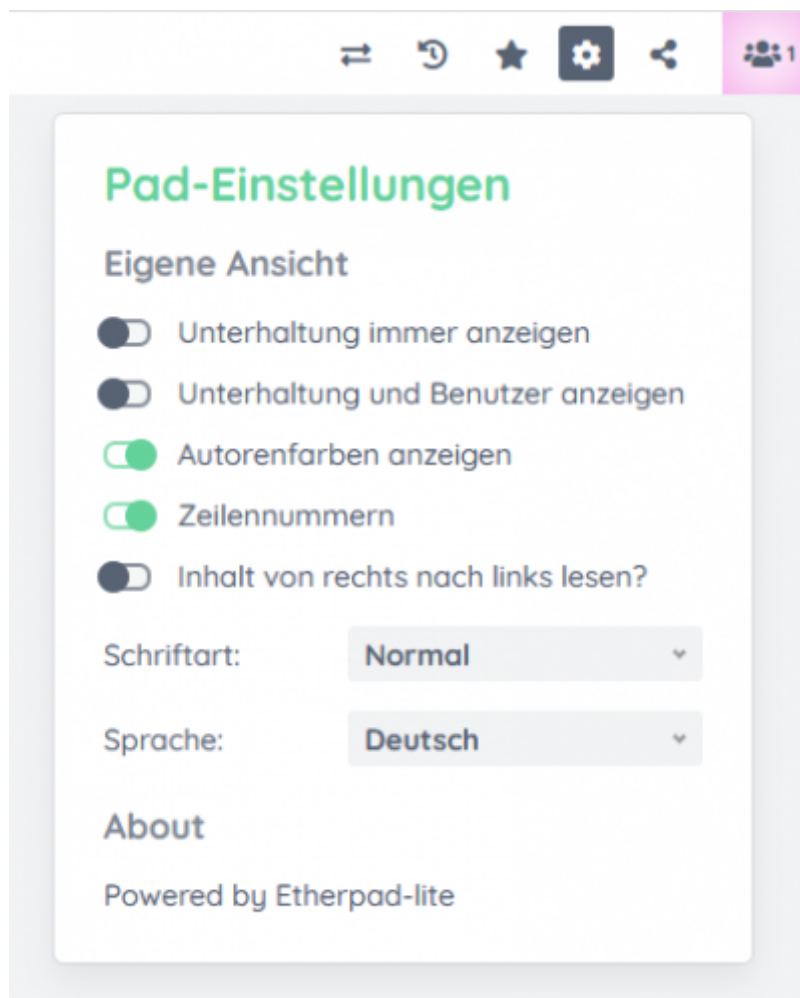 1
Pad-Einstellungen
Eigene Ansicht
Unterhaltung immer anzeigen
Unterhaltung und Benutzer anzeigen
Autorenfarben anzeigen
Zeilennummern
Inhalt von rechts nach links lesen?
Schriftart: Normal
Sprache: Deutsch
About
Powered by Etherpad-lite